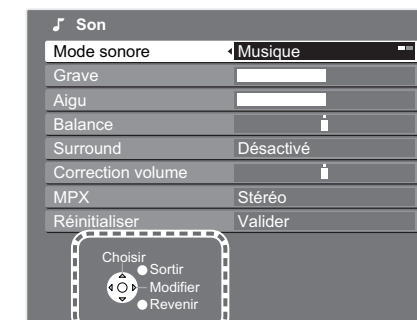 Son
Mode sonore Musique
Grave
Aigu
Balance
Surround Désactivé
Correction volume
MPX Stéréo
Réinitialiser Valider
Choisir
Sortir
Modifier
Revenir